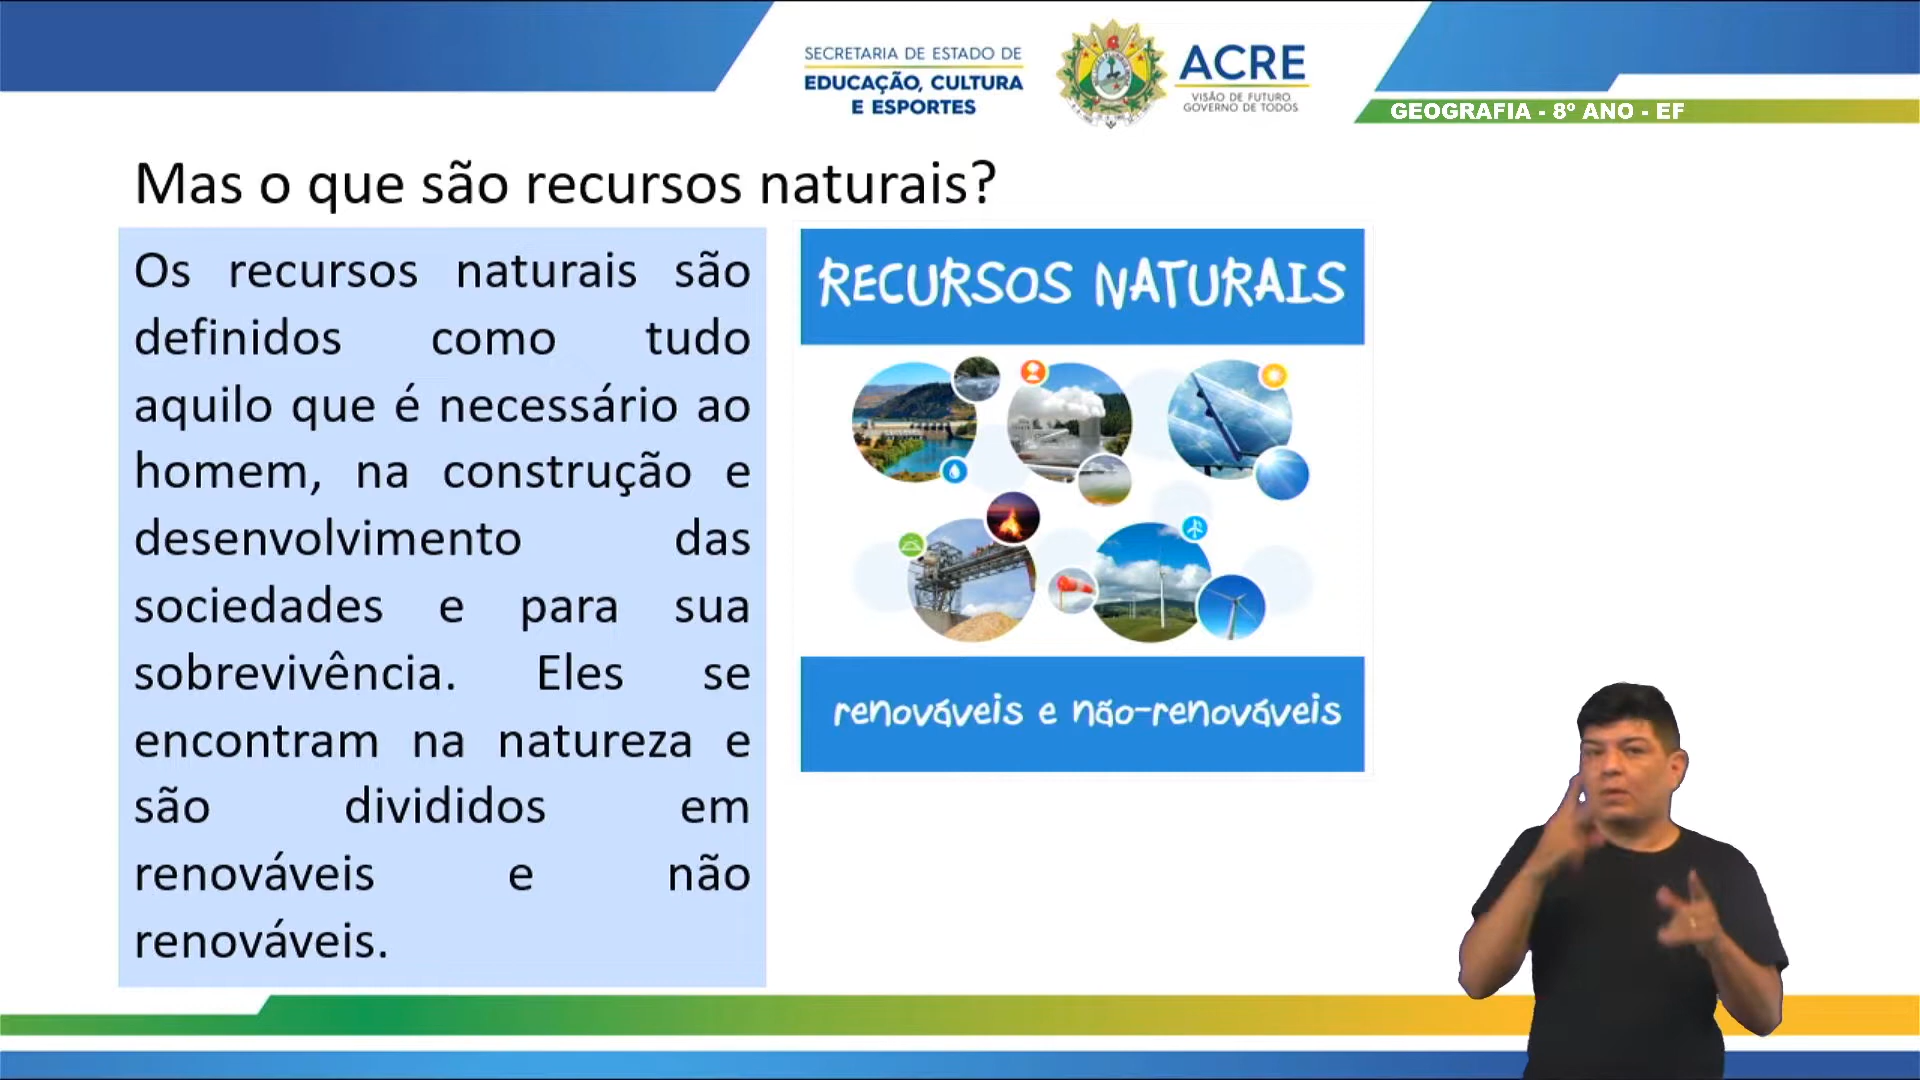 SECRETARIA DE ESTADO DE
EDUCAÇÃO, CULTURA
E ESPORTES
ACRE
VISÃO DE FUTURO.
GOVERNO DE TODOS
GEOGRAFIA - 8º ANO - EF
Mas o que são recursos naturais?
Os recursos naturais são
definidos como tudo
aquilo que é necessário ao
homem, na construção e
desenvolvimento das
sociedades e para sua
sobrevivência. Eles se
encontram na natureza e
são divididos em
renováveis e não
renováveis.
RECURSOS NATURAIS
renováveis e não-renováveis